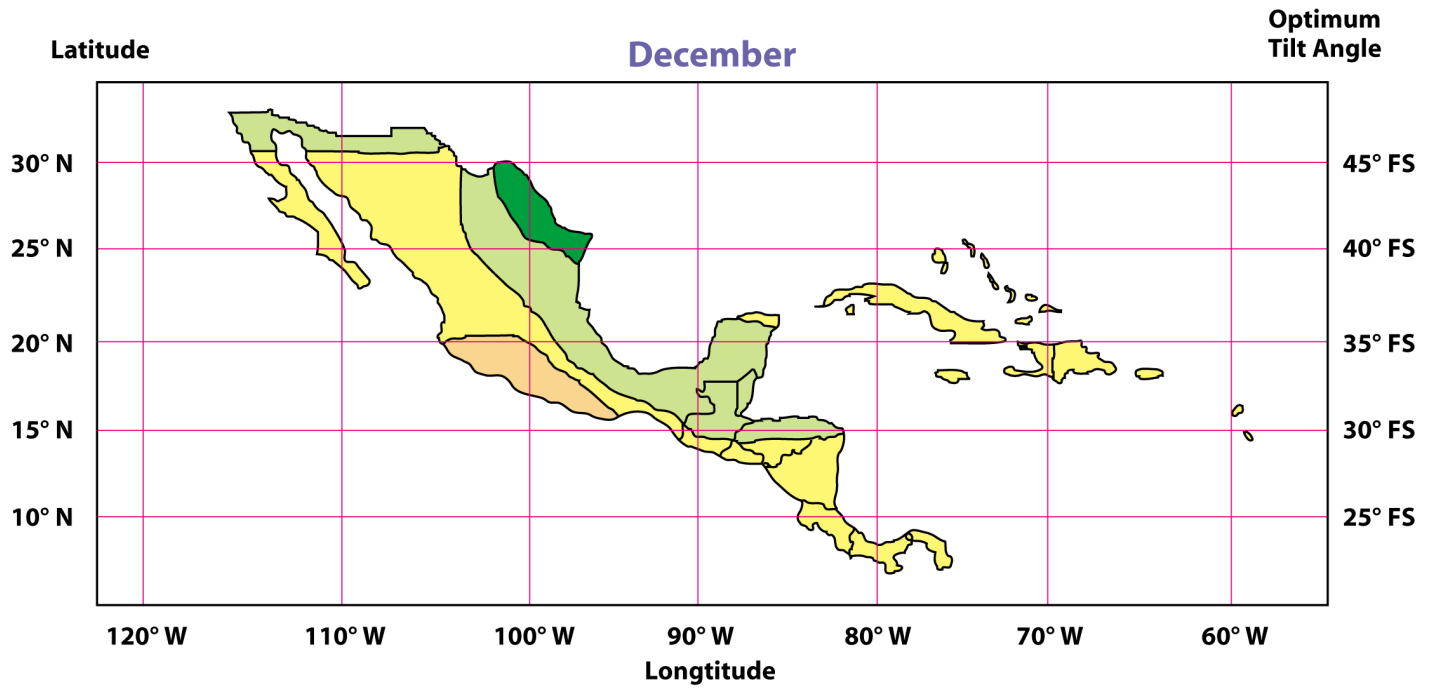 Optimum
Latitude December Tilt Angle
30° N 45° FS
25° N 40° FS
20° N 35° FS
15° N 30° FS
10° N 25° FS
120° W 110° W 100° W 90° W 80° W 70° W 60° W
Longtitude